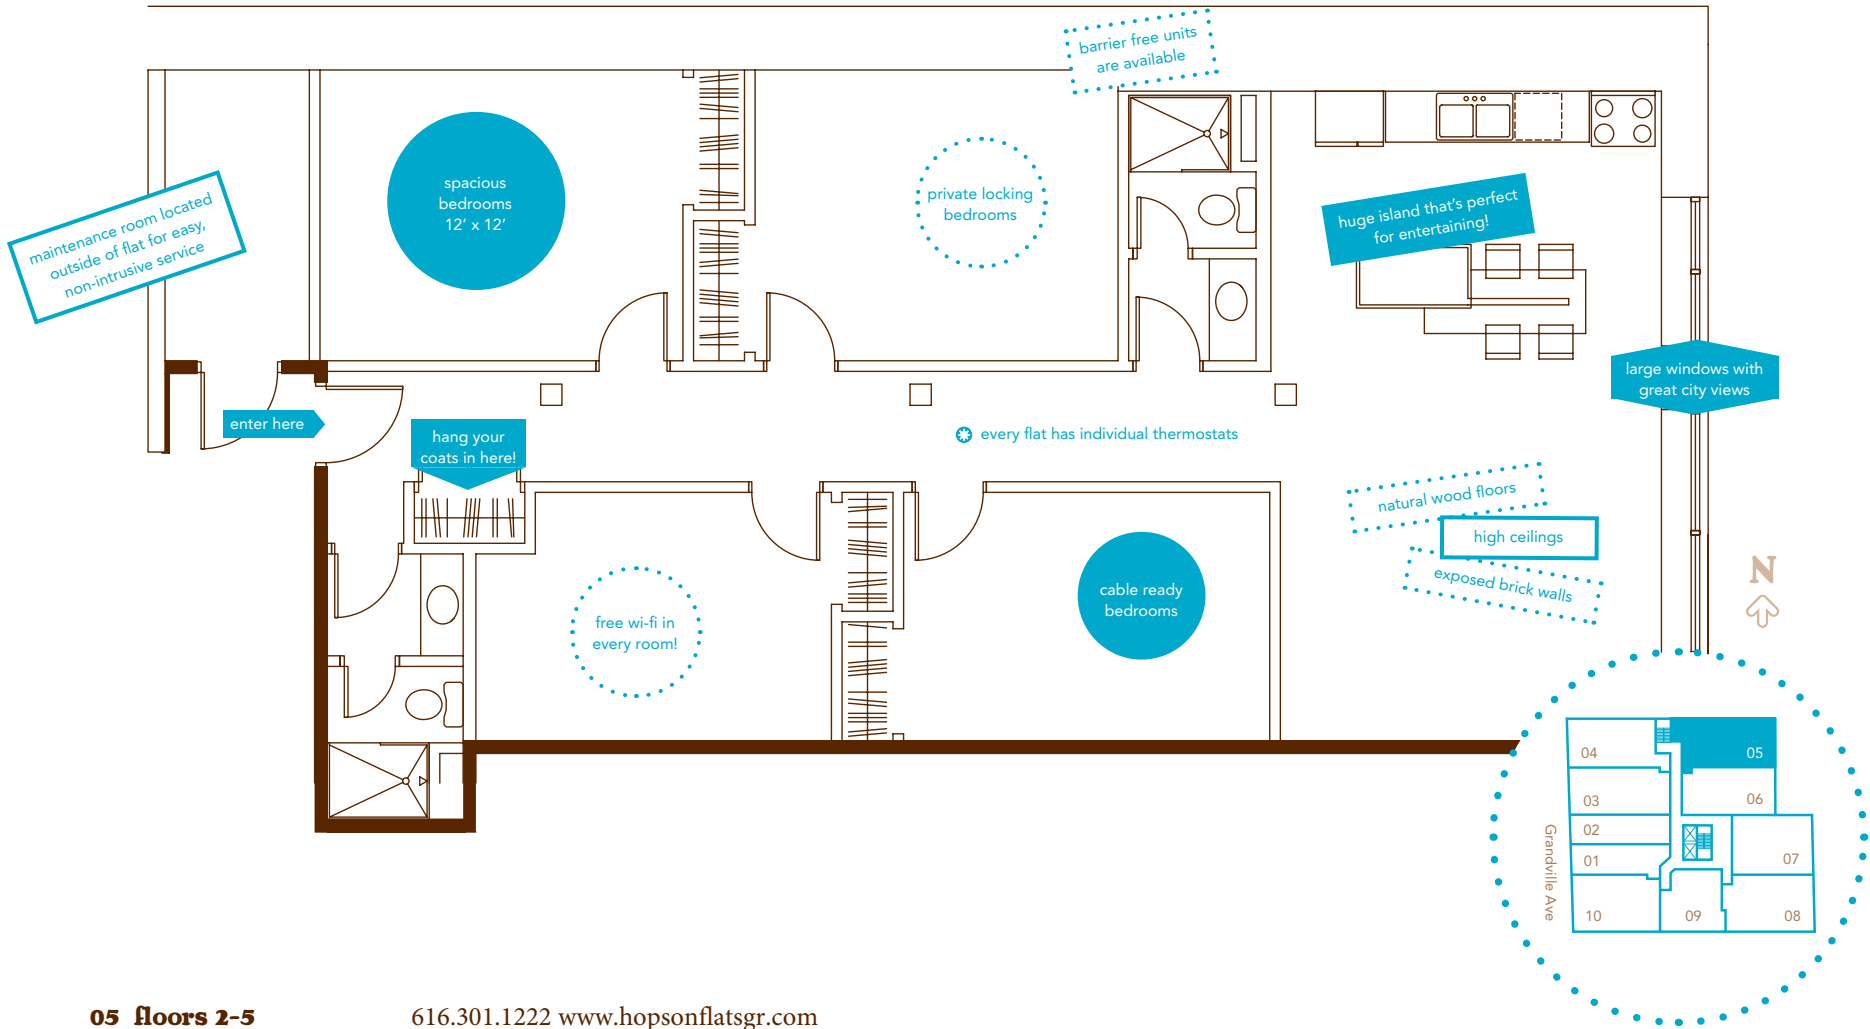 barrier free units
are available
spacious
bedrooms
12' x 12'
private locking
bedrooms
huge island that's perfect
for entertaining!
maintenance room located
outside of flat for easy,
non-intrusive service
large windows with
great city views
enter here
hang your
coats in here!
every flat has individual thermostats
natural wood floors
high ceilings
exposed brick walls
free wi-fi in
every room!
cable ready
bedrooms
N
04
05
03
06
02
01
07
10
09
08
Grandville Ave
05 floors 2-5
616.301.1222 www.hopsonflatsgr.com